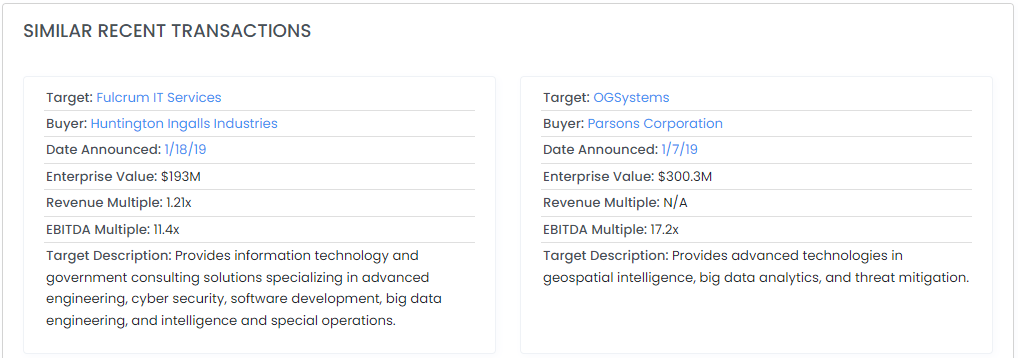 SIMILAR RECENT TRANSACTIONS
Target: Fulcrum IT Services
Buyer: Huntington Ingalls Industries
Date Announced: 1/18/19
Enterprise Value: $193M
Revenue Multiple: 1.21x
EBITDA Multiple: 11.4x
Target Description: Provides information technology and
government consulting solutions specializing in advanced
engineering, cyber security, software development, big data
engineering, and intelligence and special operations.
Target: OGSystems
Buyer: Parsons Corporation
Date Announced: 1/7/19
Enterprise Value: $300.3M
Revenue Multiple: N/A
EBITDA Multiple: 17.2x
Target Description: Provides advanced technologies in
geospatial intelligence, big data analytics, and threat mitigation.